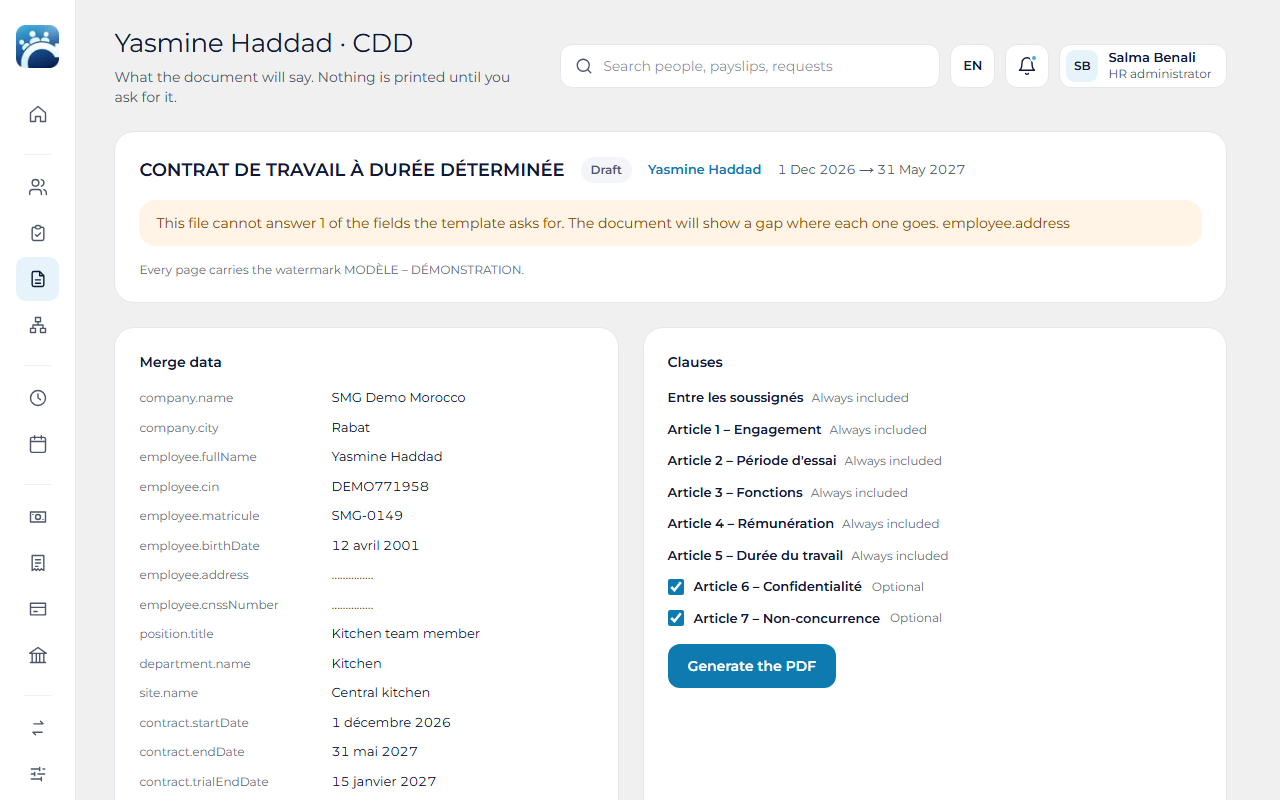 Yasmine Haddad · CDD
What the document will say. Nothing is printed until you
ask for it.
Search people, payslips, requests
EN
SB
Salma Benali
HR administrator
CONTRAT DE TRAVAIL À DURÉE DÉTERMINÉE
Draft
Yasmine Haddad
1 Dec 2026 → 31 May 2027
This file cannot answer 1 of the fields the template asks for. The document will show a gap where each one goes. employee.address
Every page carries the watermark MODÈLE – DÉMONSTRATION.
Merge data
company.name SMG Demo Morocco
company.city Rabat
employee.fullName Yasmine Haddad
employee.cin DEMO771958
employee.matricule SMG-0149
employee.birthDate 12 avril 2001
employee.address ..............
employee.cnssNumber ..............
position.title Kitchen team member
department.name Kitchen
site.name Central kitchen
contract.startDate 1 décembre 2026
contract.endDate 31 mai 2027
contract.trialEndDate 15 janvier 2027
Clauses
Entre les soussignés Always included
Article 1 – Engagement Always included
Article 2 – Période d'essai Always included
Article 3 – Fonctions Always included
Article 4 – Rémunération Always included
Article 5 – Durée du travail Always included
Article 6 – Confidentialité Optional
Article 7 – Non-concurrence Optional
Generate the PDF